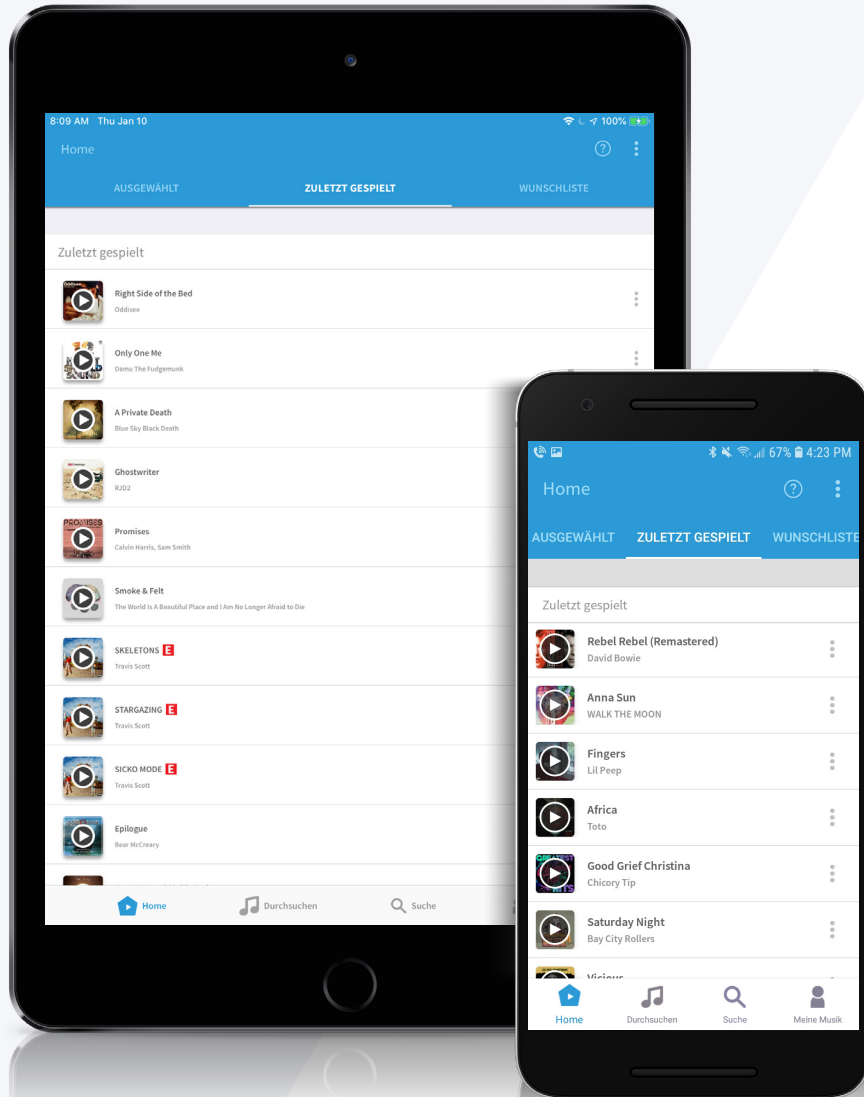 8:09 AM Thu Jan 10
100%
Home
AUSGEWÄHLT ZULETZT GESPIELT WUNSCHLISTE
Zuletzt gespielt
Right Side of the Bed
Oddisee
Only One Me
Damu The Fudgemunk
A Private Death
Blue Sky Black Death
Ghostwriter
RJD2
PROMISES
Promises
Calvin Harris, Sam Smith
Smoke & Felt
The World Is A Beautiful Place and I Am No Longer Afraid to Die
SKELETONS E
Travis Scott
STARGAZING E
Travis Scott
SICKO MODE E
Travis Scott
Epilogue
Bear McCreary
Home Durchsuchen Suche
67% 4:23 PM
Home
AUSGEWÄHLT ZULETZT GESPIELT WUNSCHLISTE
Zuletzt gespielt
Rebel Rebel (Remastered)
David Bowie
Anna Sun
WALK THE MOON
Fingers
Lil Peep
Africa
Toto
Good Grief Christina
Chicory Tip
Saturday Night
Bay City Rollers
Vicious
Home Durchsuchen Suche Meine Musik